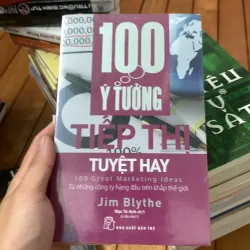 100
Ý TƯỞNG
TIẾP THỊ
100%
TUYỆT HAY
100 Great Marketing Ideas
Từ những công ty hàng đầu trên khắp thế giới
Jim Blythe
NHÀ XUẤT BẢN TRẺ